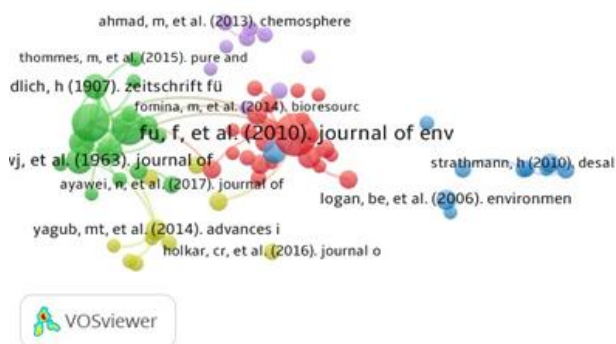 ahmad, m, et al. (2013). chemosphere
thommes, m, et al. (2015). pure and
dlich, h (1907). zeitschrift fü
fomina, m, et al. (2014). bioresourc
fu, f, et al. (2010). journal of env
wj, et al. (1963). journal of
strathmann, h (2010). desal
ayawei, n, et al. (2017). journal of
logan, be, et al. (2006). environmen
yagub, mt, et al. (2014). advances i
holkar, cr, et al. (2016). journal o
VOSviewer